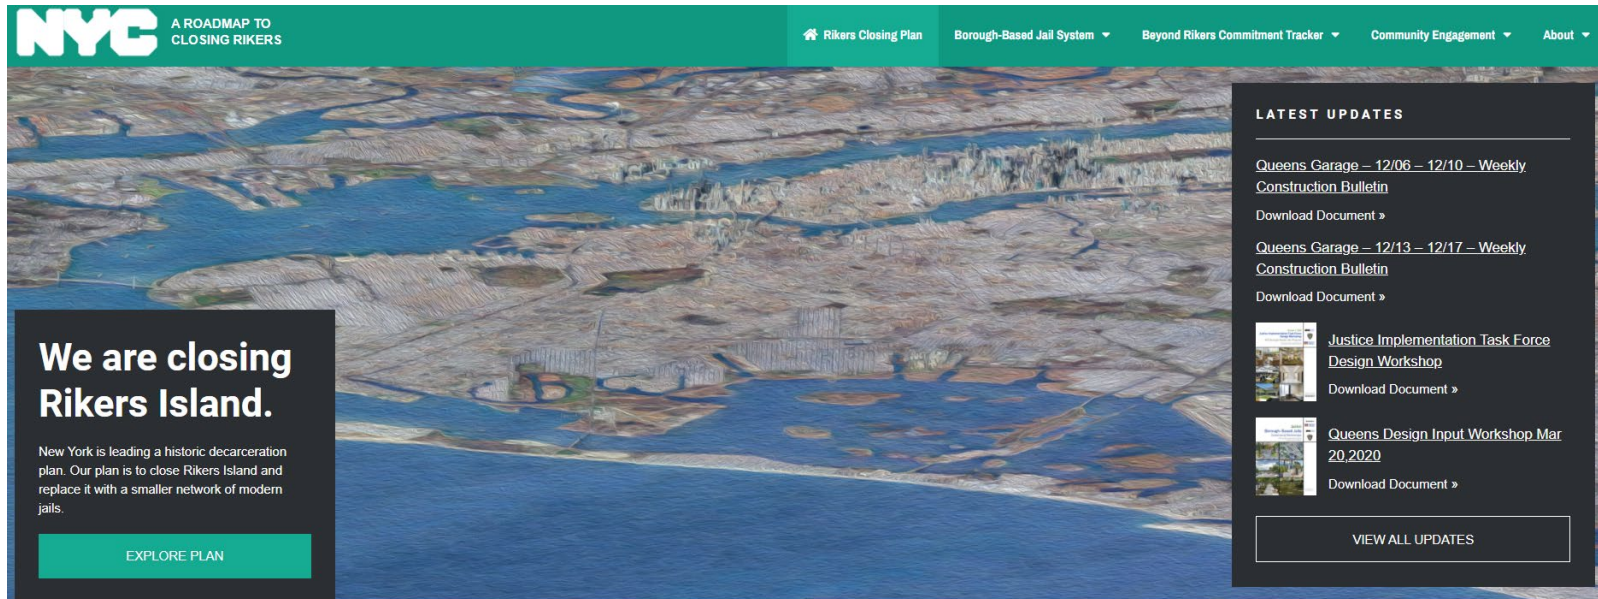 NYC
A ROADMAP TO
CLOSING RIKERS
Rikers Closing Plan
Borough-Based Jail System
Beyond Rikers Commitment Tracker
Community Engagement
About
We are closing
Rikers Island.
New York is leading a historic decarceration
plan. Our plan is to close Rikers Island and
replace it with a smaller network of modern
jails.
EXPLORE PLAN
LATEST UPDATES
Queens Garage – 12/06 – 12/10 – Weekly
Construction Bulletin
Download Document »
Queens Garage – 12/13 – 12/17 – Weekly
Construction Bulletin
Download Document »
Justice Implementation Task Force
Design Workshop
Download Document »
Queens Design Input Workshop Mar
20,2020
Download Document »
VIEW ALL UPDATES